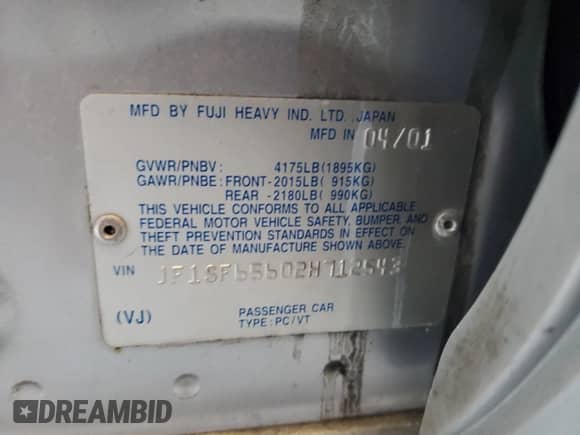 MFD BY FUJI HEAVY IND. LTD. JAPAN
MFD IN 04/01
GVWR/PNBV: 4175LB(1895KG)
GAWR/PNBE: FRONT-2015LB( 915KG)
REAR -2180LB( 990KG)
THIS VEHICLE CONFORMS TO ALL APPLICABLE
FEDERAL MOTOR VEHICLE SAFETY, BUMPER, AND
THEFT PREVENTION STANDARDS IN EFFECT ON
THE DATE OF MANUFACTURE SHOWN ABOVE.
VIN JF1SF65602H712543
(VJ) PASSENGER CAR
TYPE: PC/VT
DREAMBID